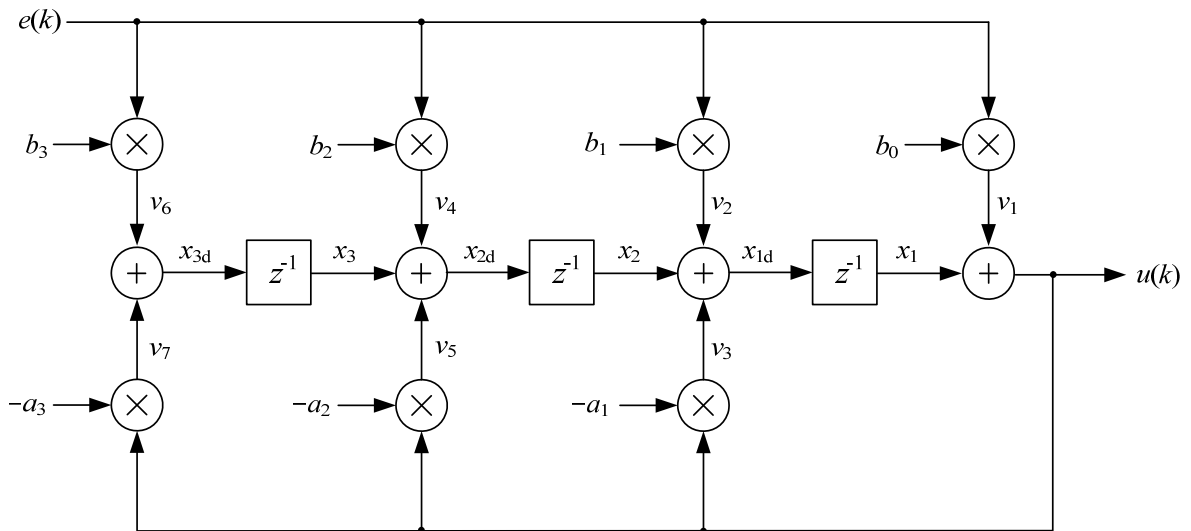 e(k)
b₃ b₂ b₁ b₀
v₆ v₄ v₂ v₁
x₃d z⁻¹ x₃ x₂d z⁻¹ x₂ x₁d z⁻¹ x₁ u(k)
v₇ v₅ v₃
−a₃ −a₂ −a₁